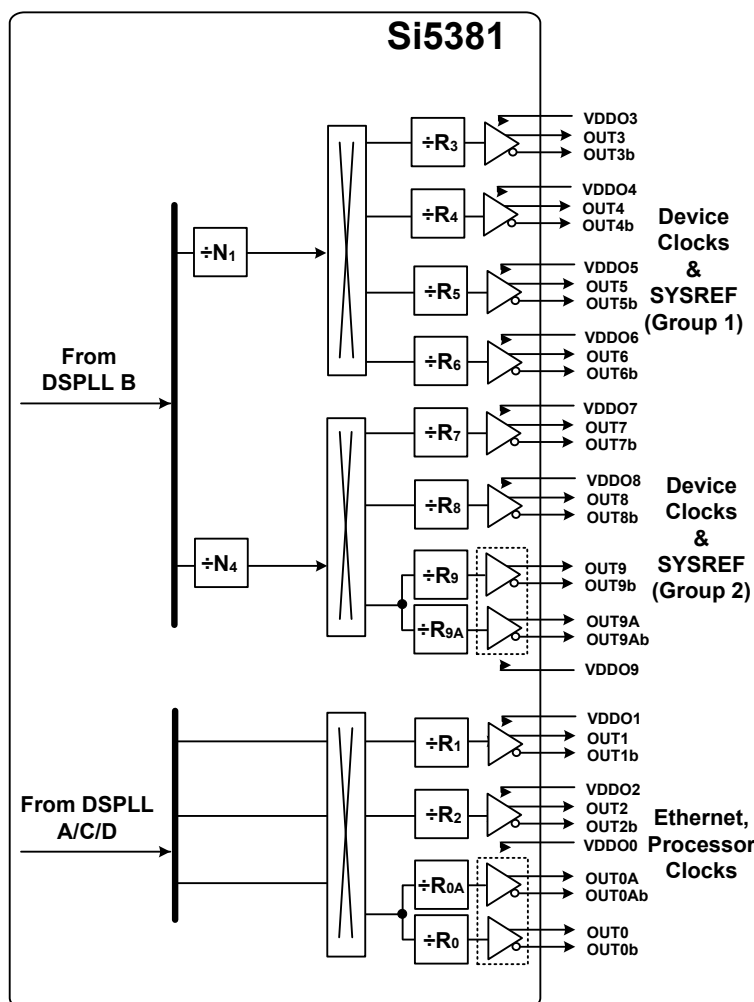 Si5381
÷R3
VDDO3
OUT3
OUT3b
÷R4
VDDO4
OUT4
OUT4b
÷N1
÷R5
VDDO5
OUT5
OUT5b
÷R6
VDDO6
OUT6
OUT6b
Device
Clocks
&
SYSREF
(Group 1)
From
DSPLL B
÷R7
VDDO7
OUT7
OUT7b
÷R8
VDDO8
OUT8
OUT8b
÷N4
÷R9
OUT9
OUT9b
÷R9A
OUT9A
OUT9Ab
VDDO9
Device
Clocks
&
SYSREF
(Group 2)
÷R1
VDDO1
OUT1
OUT1b
From DSPLL
A/C/D
÷R2
VDDO2
OUT2
OUT2b
VDDO0
÷R0A
OUT0A
OUT0Ab
÷R0
OUT0
OUT0b
Ethernet,
Processor
Clocks